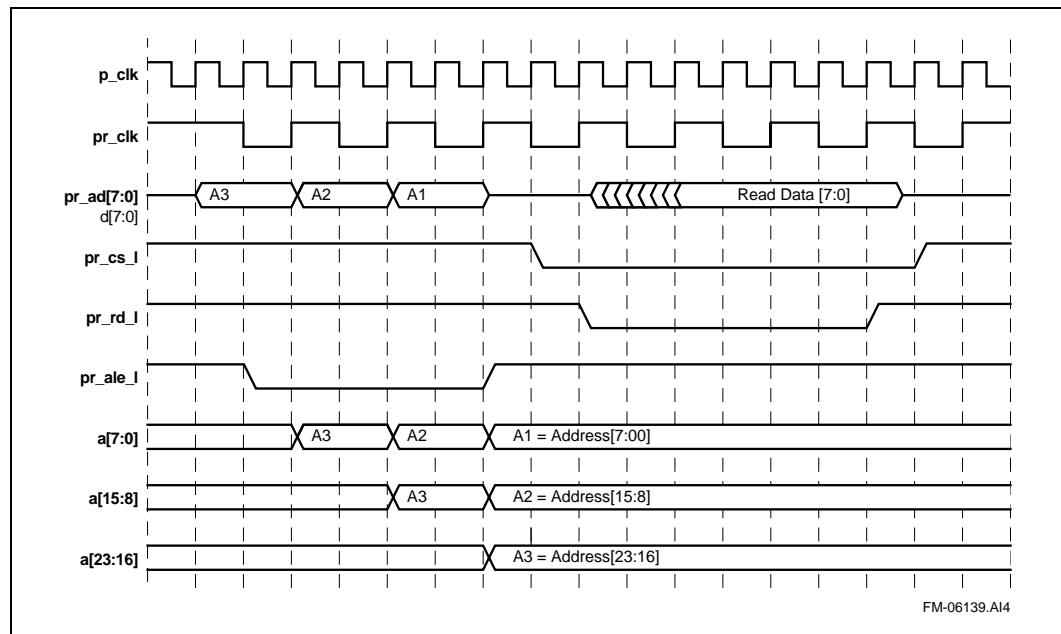 p_clk
pr_clk
pr_ad[7:0] A3 A2 A1 Read Data [7:0]
d[7:0]
pr_cs_l
pr_rd_l
pr_ale_l
a[7:0] A3 A2 A1 = Address[7:00]
a[15:8] A3 A2 = Address[15:8]
a[23:16] A3 = Address[23:16]
FM-06139.AI4